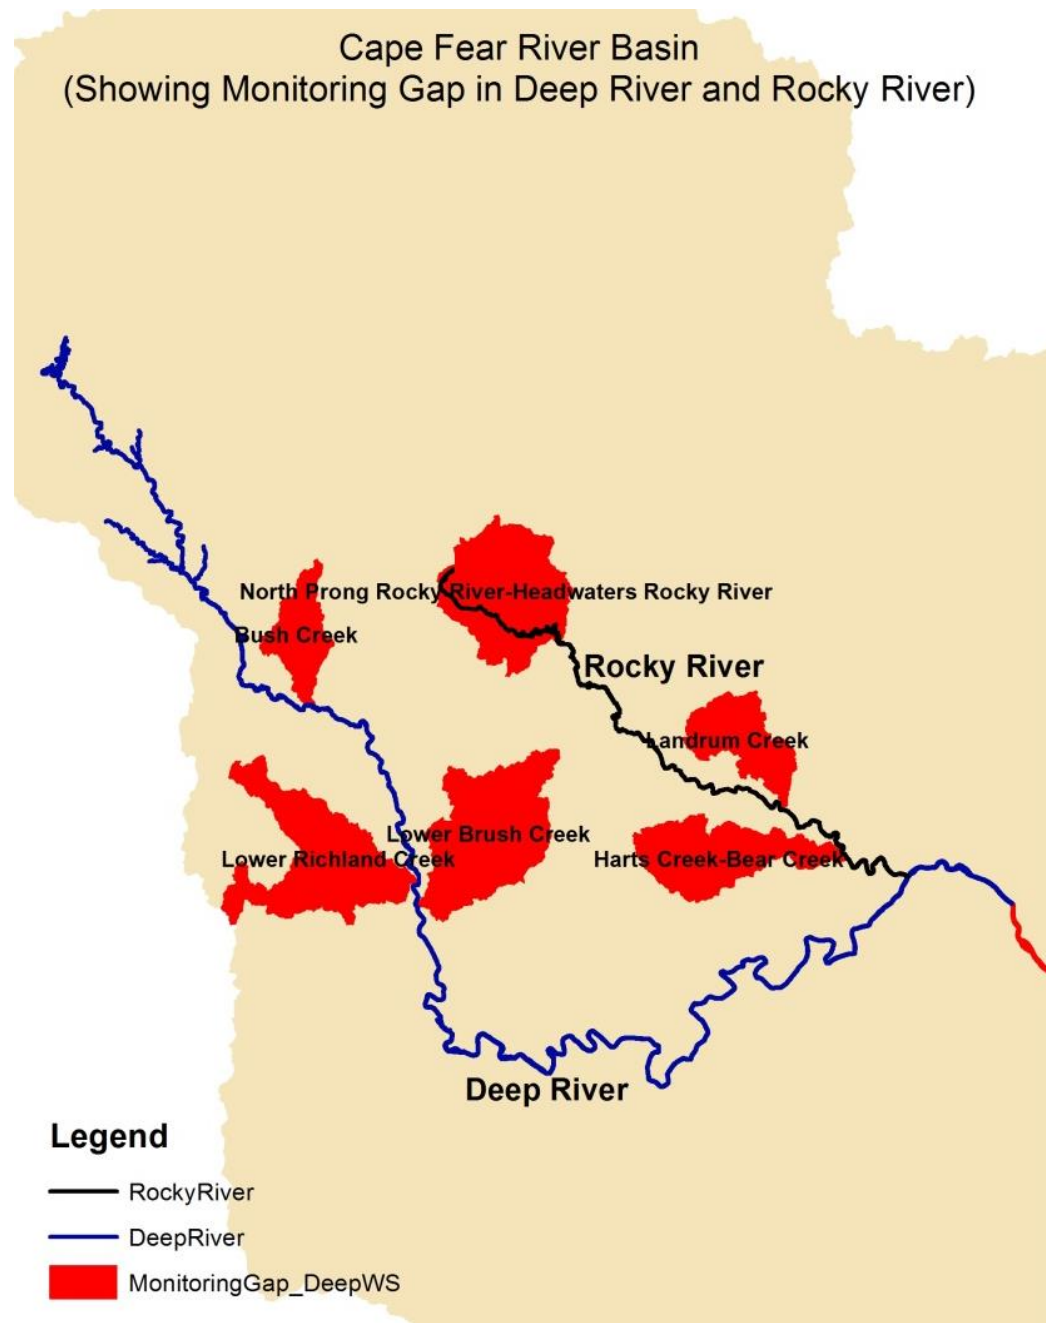 Cape Fear River Basin
(Showing Monitoring Gap in Deep River and Rocky River)
North Prong Rocky River-Headwaters Rocky River
Bush Creek
Rocky River
Landrum Creek
Lower Brush Creek
Lower Richland Creek
Harts Creek-Bear Creek
Deep River
Legend
RockyRiver
DeepRiver
MonitoringGap_DeepWS